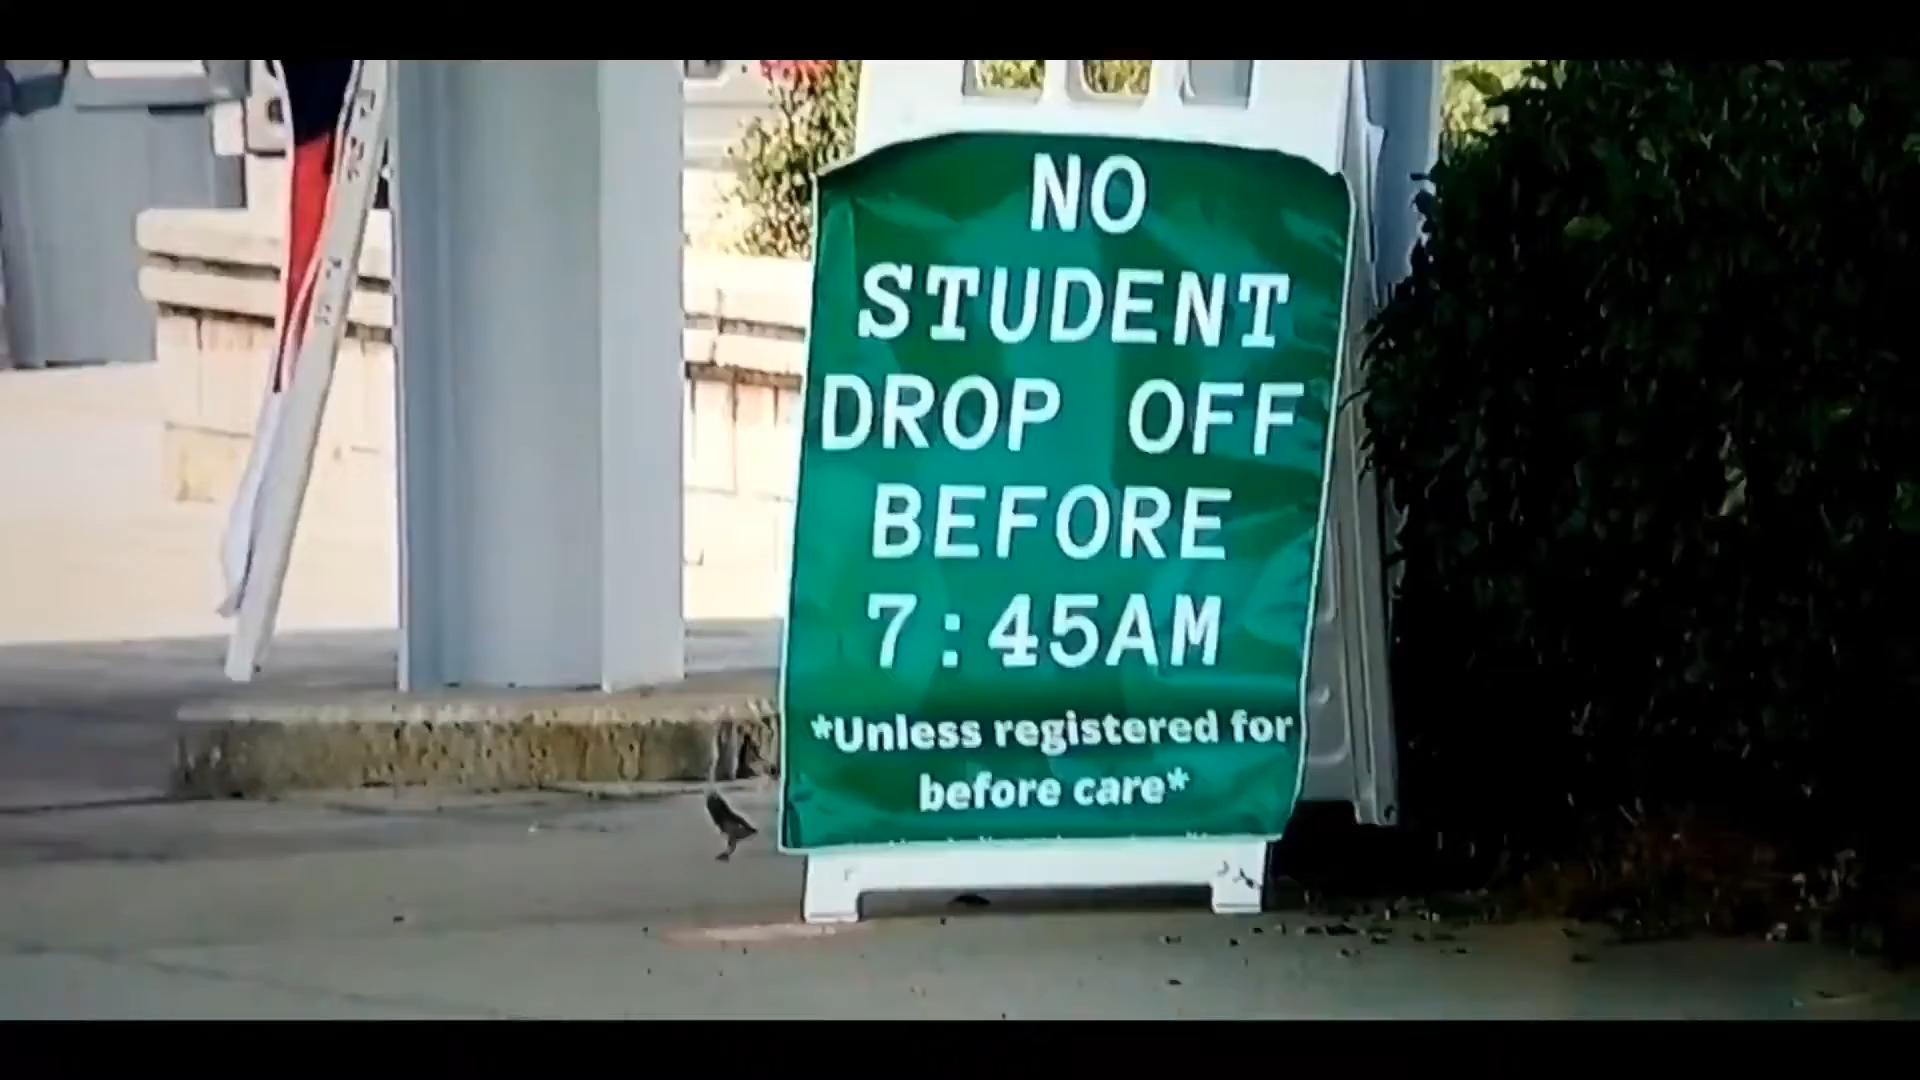 NO
STUDENT
DROP OFF
BEFORE
7:45AM
*Unless registered for
before care*